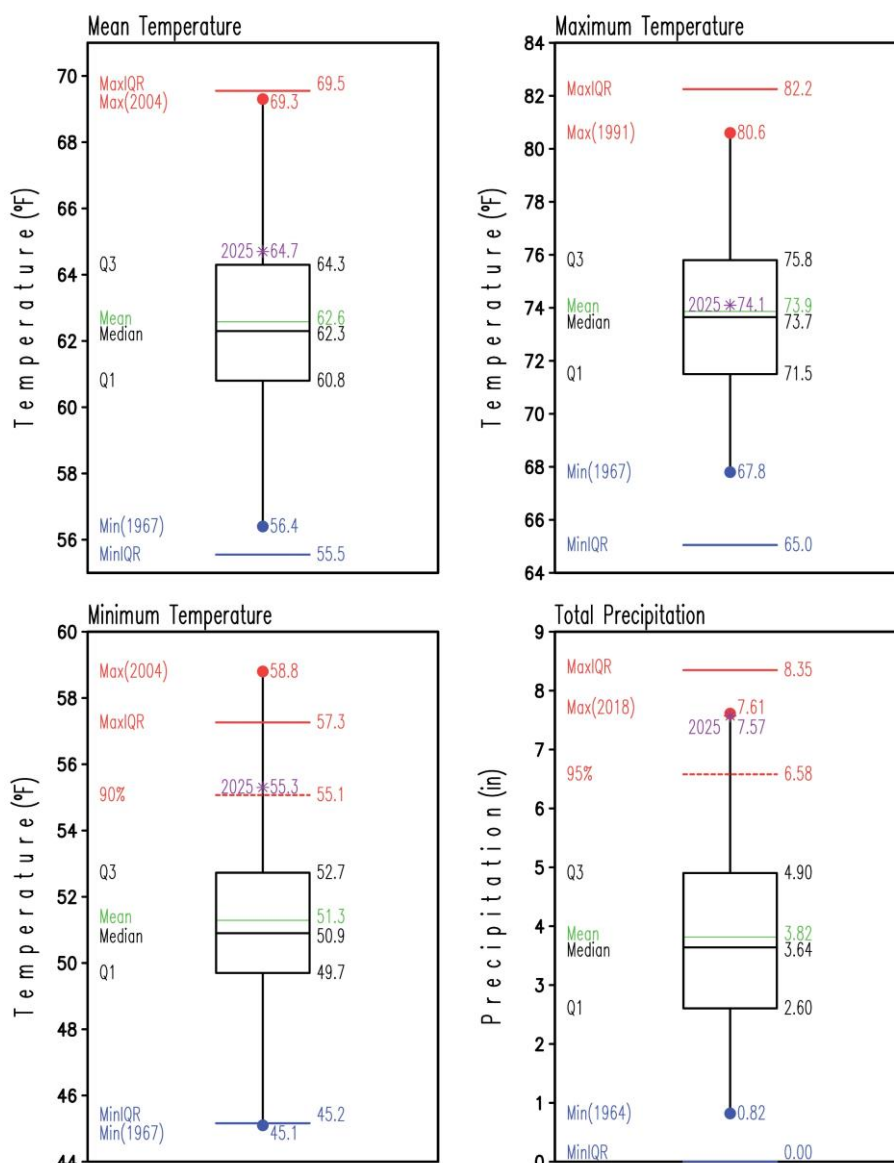 Mean Temperature
Temperature (ºF)
70
68
66
64
62
60
58
56
MaxIQR 69.5
Max(2004) 69.3
2025 * 64.7
Q3 64.3
Mean 62.6
Median 62.3
Q1 60.8
Min(1967) 56.4
MinIQR 55.5
Maximum Temperature
Temperature (ºF)
84
82
80
78
76
74
72
70
68
66
64
MaxIQR 82.2
Max(1991) 80.6
Q3 75.8
Mean 73.9
2025 * 74.1
Median 73.7
Q1 71.5
Min(1967) 67.8
MinIQR 65.0
Minimum Temperature
Temperature (ºF)
60
58
56
54
52
50
48
46
44
Max(2004) 58.8
MaxIQR 57.3
2025 * 55.3
90% 55.1
Q3 52.7
Mean 51.3
Median 50.9
Q1 49.7
MinIQR 45.2
Min(1967) 45.1
Total Precipitation
Precipitation (in)
9
8
7
6
5
4
3
2
1
0
MaxIQR 8.35
Max(2018) 7.61
2025 * 7.57
95% 6.58
Q3 4.90
Mean 3.82
Median 3.64
Q1 2.60
Min(1964) 0.82
MinIQR 0.00